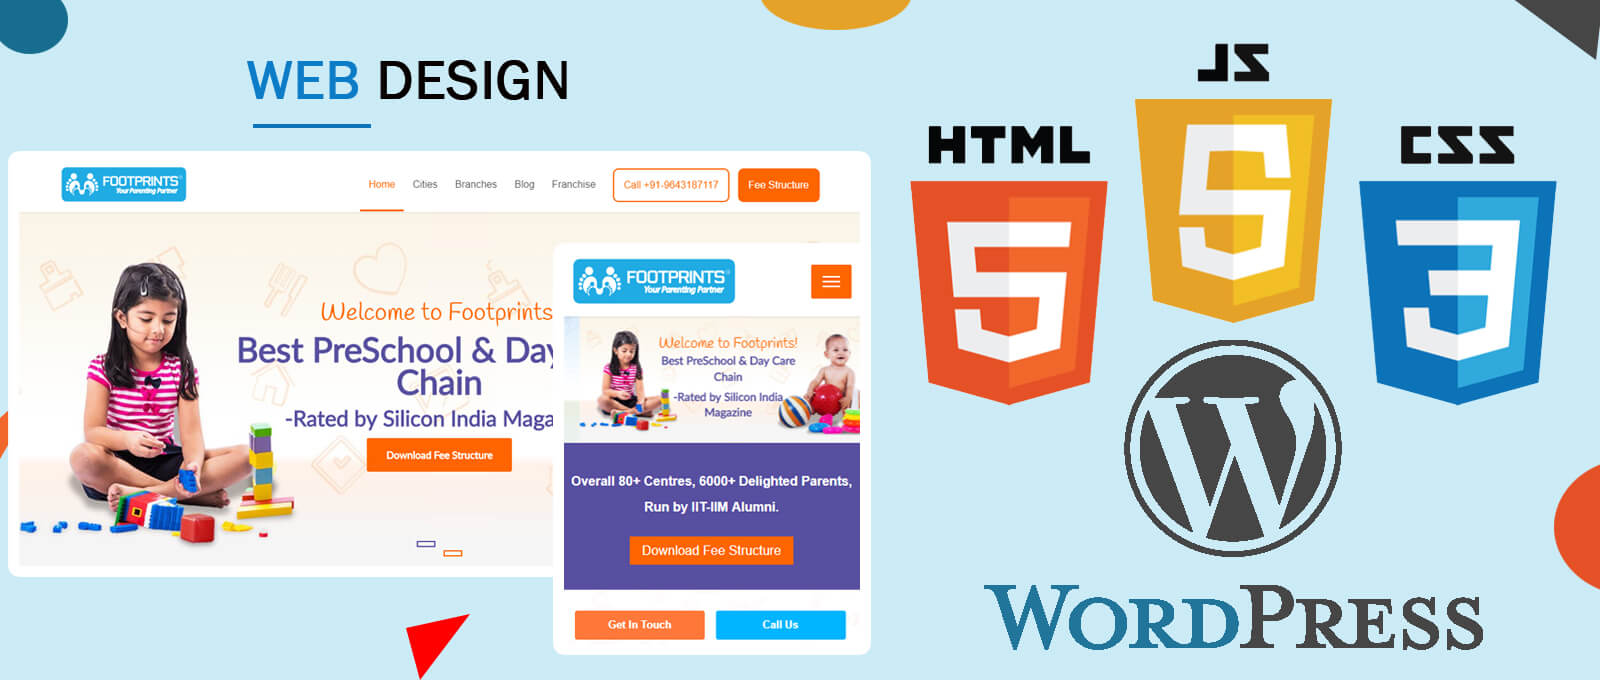 WEB DESIGN
FOOTPRINTS
Your Parenting Partner
Home Cities Branches Blog Franchise Call +91-9643187117 Fee Structure
Welcome to Footprints
Best PreSchool & Day
Chain
-Rated by Silicon India Maga
Download Fee Structure
FOOTPRINTS
Your Parenting Partner
Welcome to Footprints!
Best PreSchool & Day Care
Chain
-Rated by Silicon India
Magazine
Overall 80+ Centres, 6000+ Delighted Parents,
Run by IIT-IIM Alumni.
Download Fee Structure
Get In Touch Call Us
JS
HTML
CSS
5
5
3
W
WORDPRESS